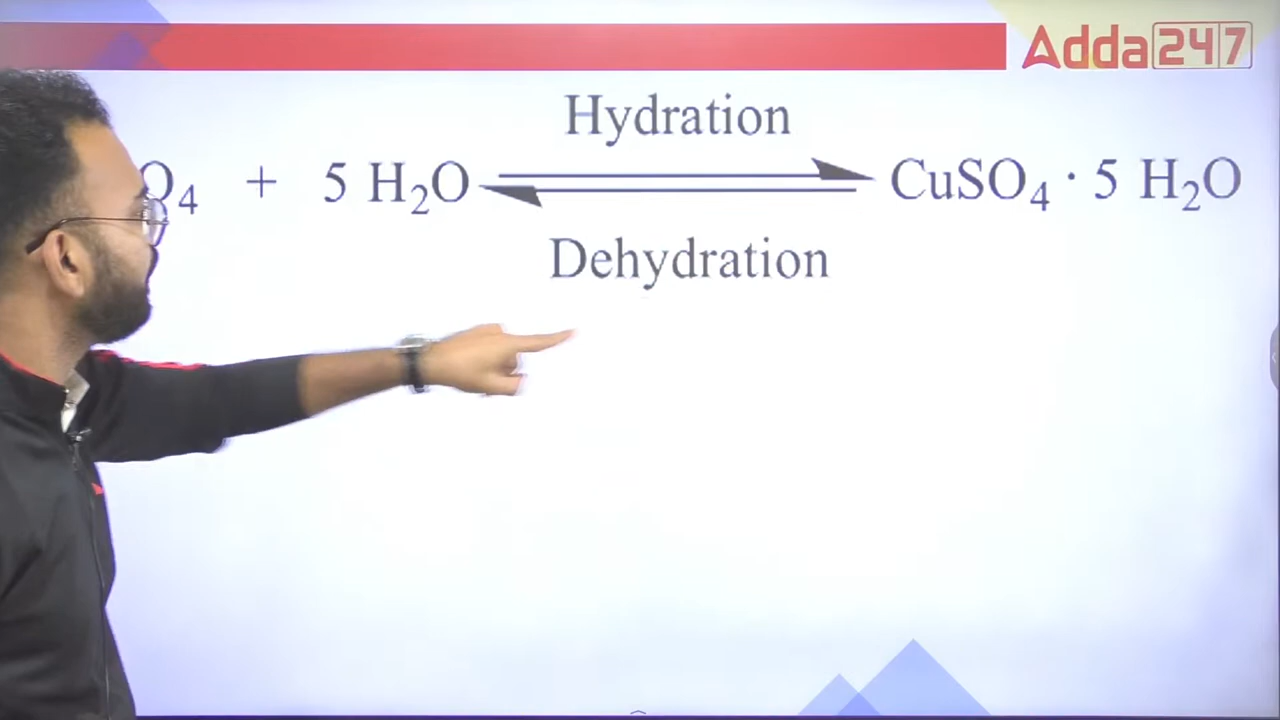 Adda247
Hydration
O₄ + 5 H₂O ⇌ CuSO₄ · 5 H₂O
Dehydration